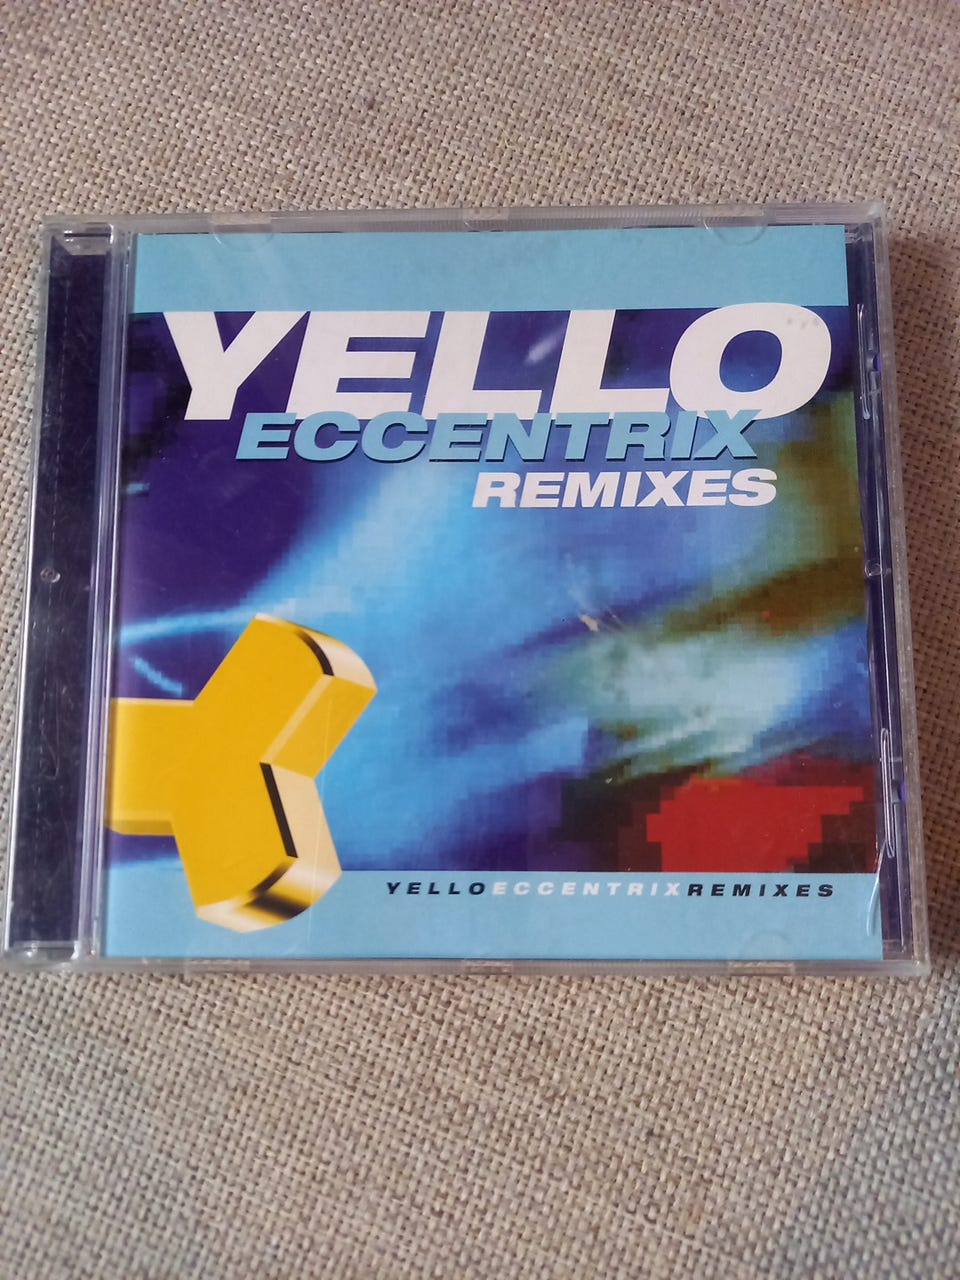 YELLO
ECCENTRIX
REMIXES
YELLOECCENTRIXREMIXES